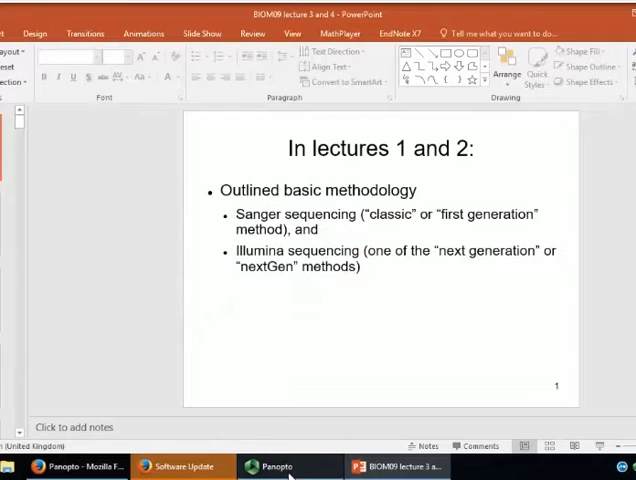 BIOM09 lecture 3 and 4 - PowerPoint
Design Transitions Animations Slide Show Review View MathPlayer EndNote X7 Tell me what you want to do...
Text Direction
Align Text
Convert to SmartArt
Arrange
Quick
Styles
Shape Fill
Shape Outline
Shape Effects
Font Paragraph Drawing
In lectures 1 and 2:
• Outlined basic methodology
• Sanger sequencing (“classic” or “first generation”
method), and
• Illumina sequencing (one of the “next generation” or
“nextGen” methods)
1
Click to add notes
(United Kingdom) Notes Comments
Panopto - Mozilla F... Software Update Panopto BIOM09 lecture 3 a...